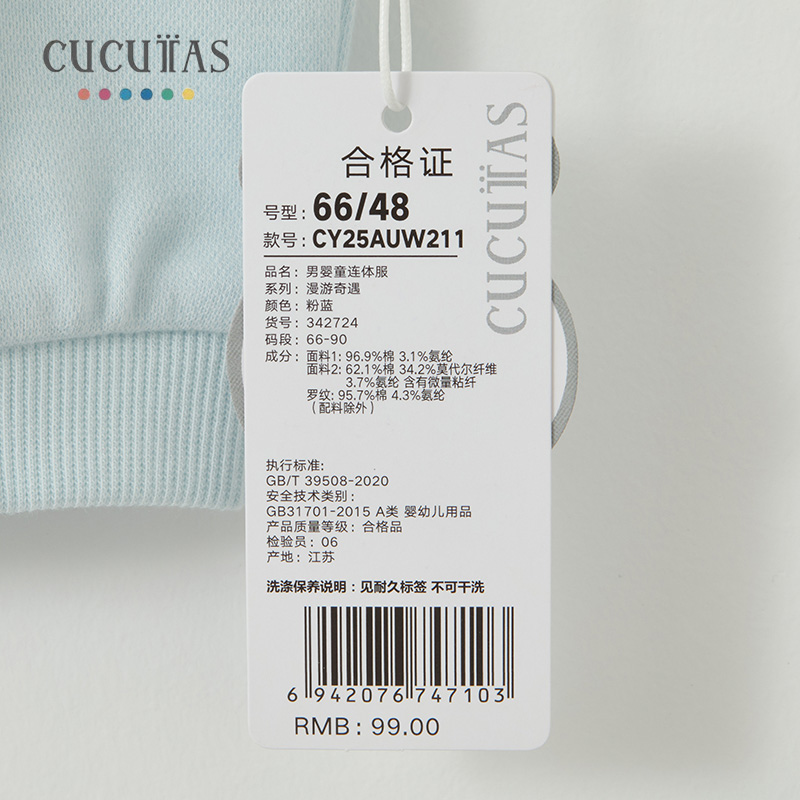 CUCUTAS
合格证
CUCUTAS
号型: 66/48
款号: CY25AUW211
品名: 男婴童连体服
系列: 漫游奇遇
颜色: 粉蓝
货号: 342724
码段: 66-90
成分: 面料1: 96.9%棉 3.1%氨纶
面料2: 62.1%棉 34.2%莫代尔纤维
3.7%氨纶 含有微量粘纤
罗纹: 95.7%棉 4.3%氨纶
(配料除外)
执行标准:
GB/T 39508-2020
安全技术类别:
GB31701-2015 A类 婴幼儿用品
产品质量等级: 合格品
检验员: 06
产地: 江苏
洗涤保养说明: 见耐久标签 不可干洗
6 942076 747103
RMB: 99.00